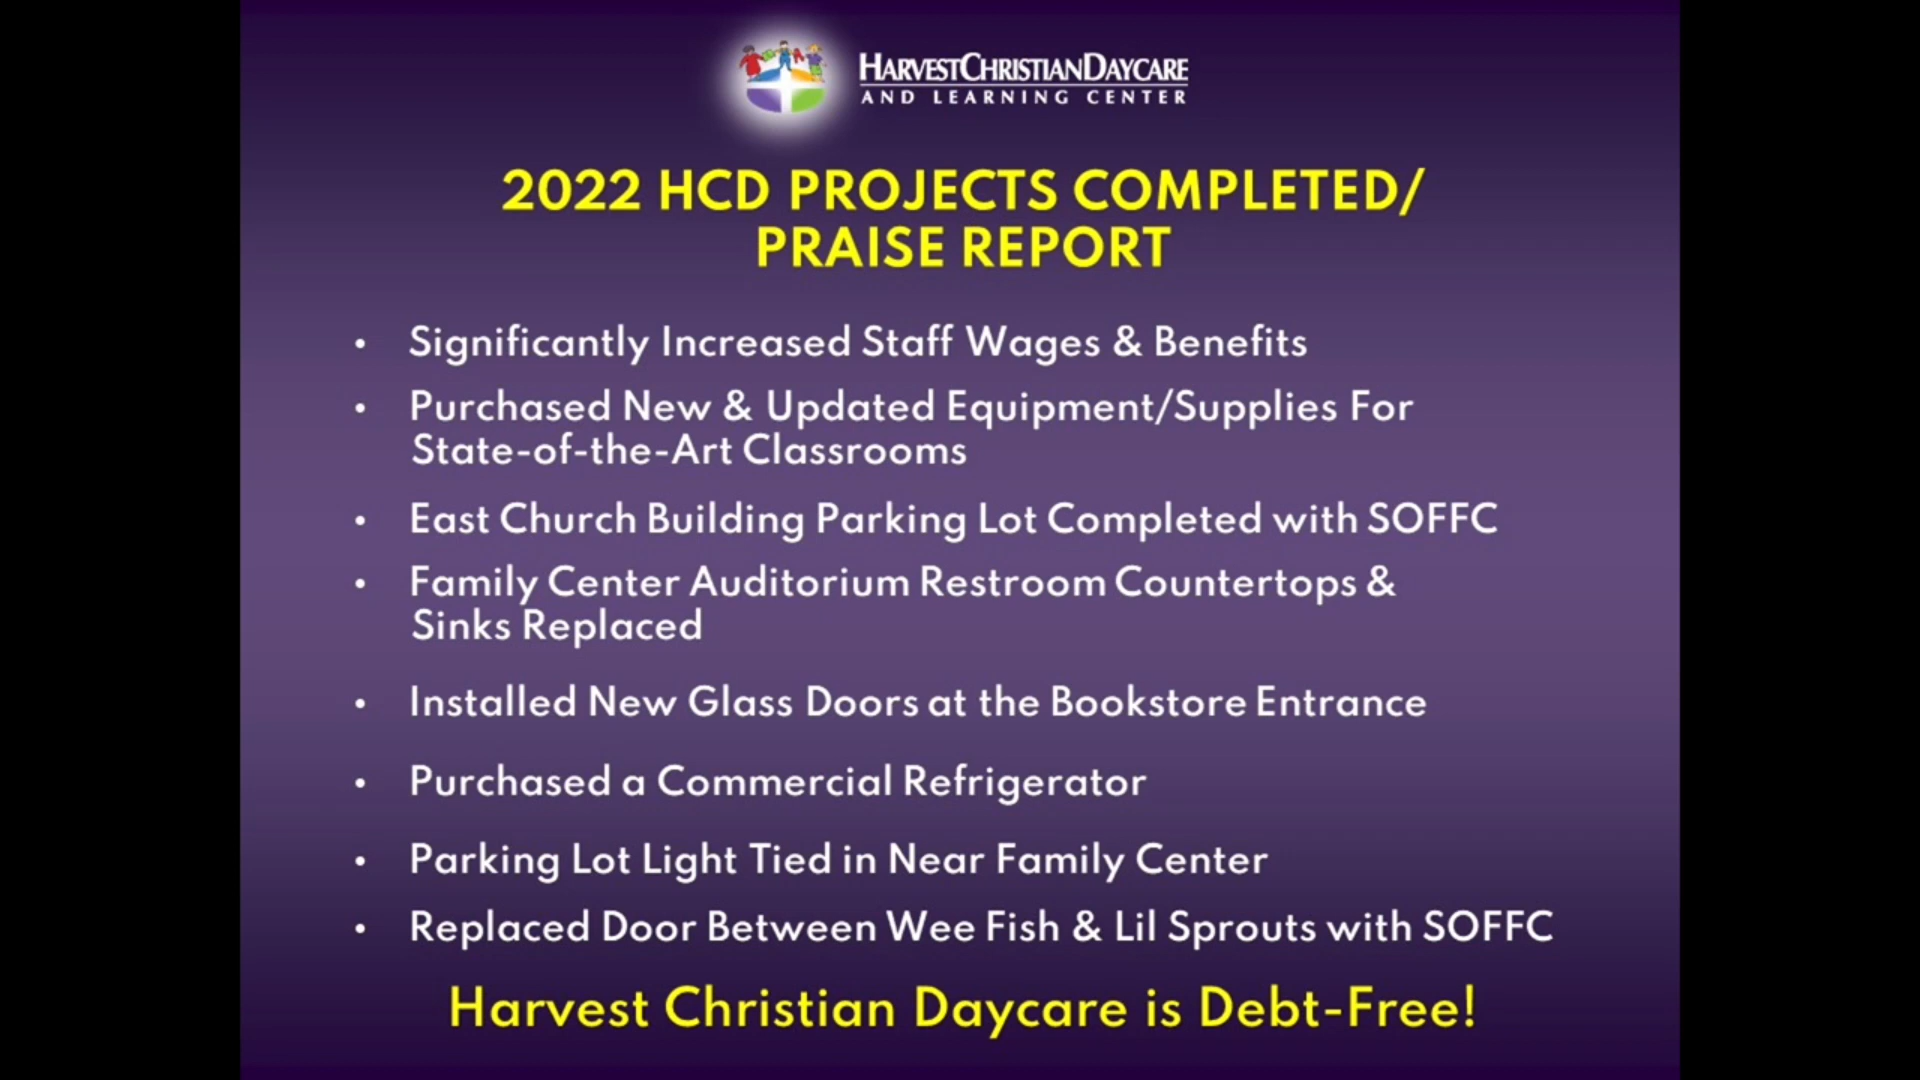 HARVESTCHRISTIANDAYCARE
AND LEARNING CENTER
2022 HCD PROJECTS COMPLETED/
PRAISE REPORT
• Significantly Increased Staff Wages & Benefits
• Purchased New & Updated Equipment/Supplies For
State-of-the-Art Classrooms
• East Church Building Parking Lot Completed with SOFFC
• Family Center Auditorium Restroom Countertops &
Sinks Replaced
• Installed New Glass Doors at the Bookstore Entrance
• Purchased a Commercial Refrigerator
• Parking Lot Light Tied in Near Family Center
• Replaced Door Between Wee Fish & Lil Sprouts with SOFFC
Harvest Christian Daycare is Debt-Free!